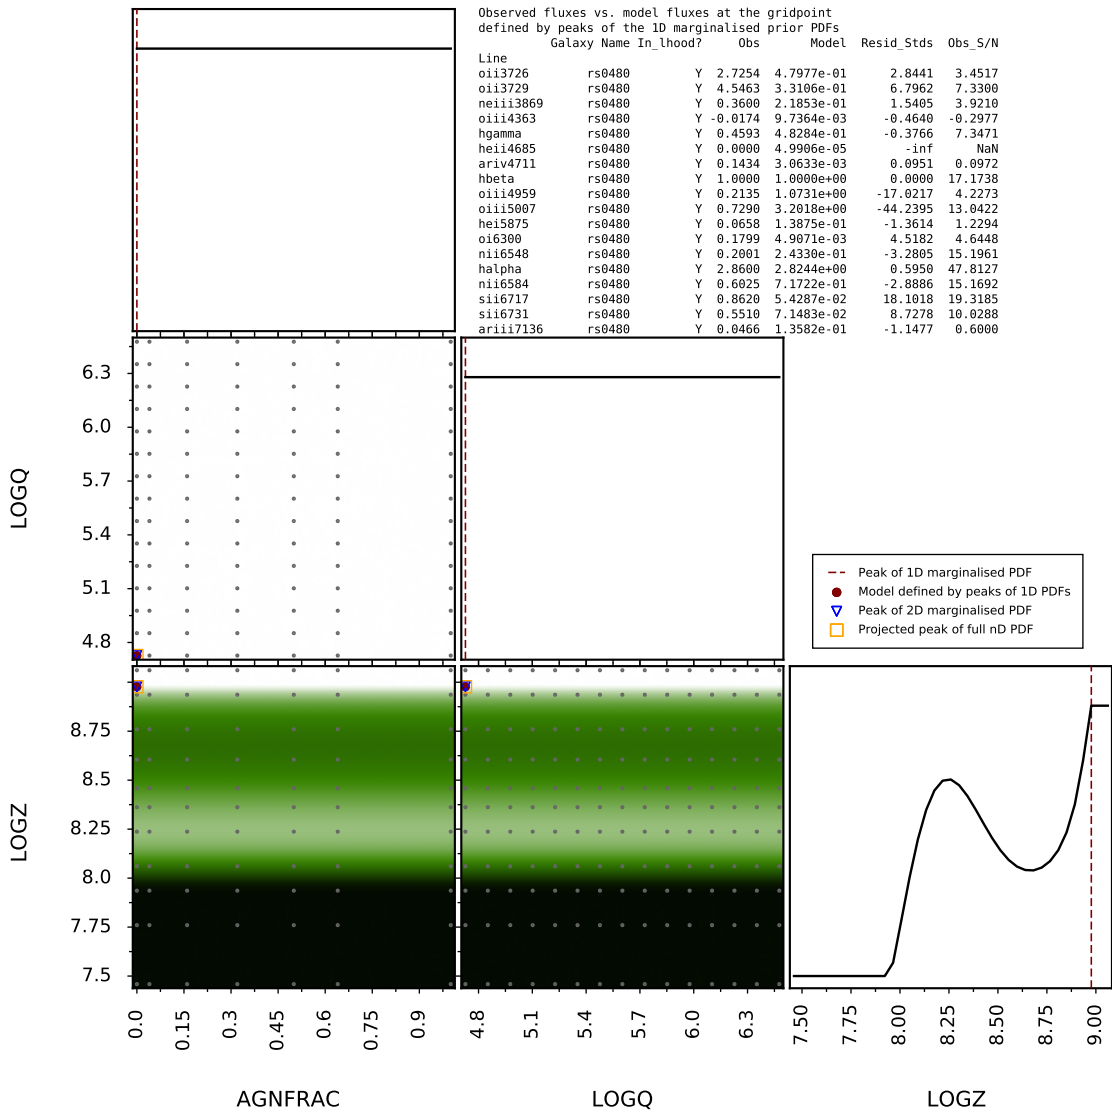 Observed fluxes vs. model fluxes at the gridpoint
defined by peaks of the 1D marginalised prior PDFs
Galaxy Name In_lhood? Obs Model Resid_Stds Obs_S/N
Line
oii3726 rs0480 Y 2.7254 4.7977e-01 2.8441 3.4517
oii3729 rs0480 Y 4.5463 3.3106e-01 6.7962 7.3300
neiii3869 rs0480 Y 0.3600 2.1853e-01 1.5405 3.9210
oiii4363 rs0480 Y -0.0174 9.7364e-03 -0.4640 -0.2977
hgamma rs0480 Y 0.4593 4.8284e-01 -0.3766 7.3471
heii4685 rs0480 Y 0.0000 4.9906e-05 -inf NaN
ariv4711 rs0480 Y 0.1434 3.0633e-03 0.0951 0.0972
hbeta rs0480 Y 1.0000 1.0000e+00 0.0000 17.1738
oiii4959 rs0480 Y 0.2135 1.0731e+00 -17.0217 4.2273
oiii5007 rs0480 Y 0.7290 3.2018e+00 -44.2395 13.0422
hei5875 rs0480 Y 0.0658 1.3875e-01 -1.3614 1.2294
oi6300 rs0480 Y 0.1799 4.9071e-03 4.5182 4.6448
nii6548 rs0480 Y 0.2001 2.4330e-01 -3.2805 15.1961
halpha rs0480 Y 2.8600 2.8244e+00 0.5950 47.8127
nii6584 rs0480 Y 0.6025 7.1722e-01 -2.8886 15.1692
sii6717 rs0480 Y 0.8620 5.4287e-02 18.1018 19.3185
sii6731 rs0480 Y 0.5510 7.1483e-02 8.7278 10.0288
ariii7136 rs0480 Y 0.0466 1.3582e-01 -1.1477 0.6000
6.3
6.0
5.7
5.4
5.1
4.8
LOGQ
Peak of 1D marginalised PDF
Model defined by peaks of 1D PDFs
Peak of 2D marginalised PDF
Projected peak of full nD PDF
8.75
8.5
8.25
8.0
7.75
7.5
LOGZ
0.0 0.15 0.3 0.45 0.6 0.75 0.9
4.8 5.1 5.4 5.7 6.0 6.3
7.50 7.75 8.00 8.25 8.50 8.75 9.00
AGNFRAC LOGQ LOGZ